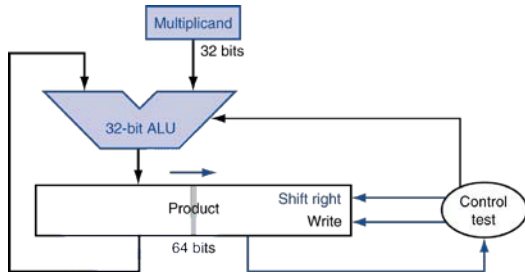 Multiplicand
32 bits
32-bit ALU
Product
Shift right
Write
Control
test
64 bits